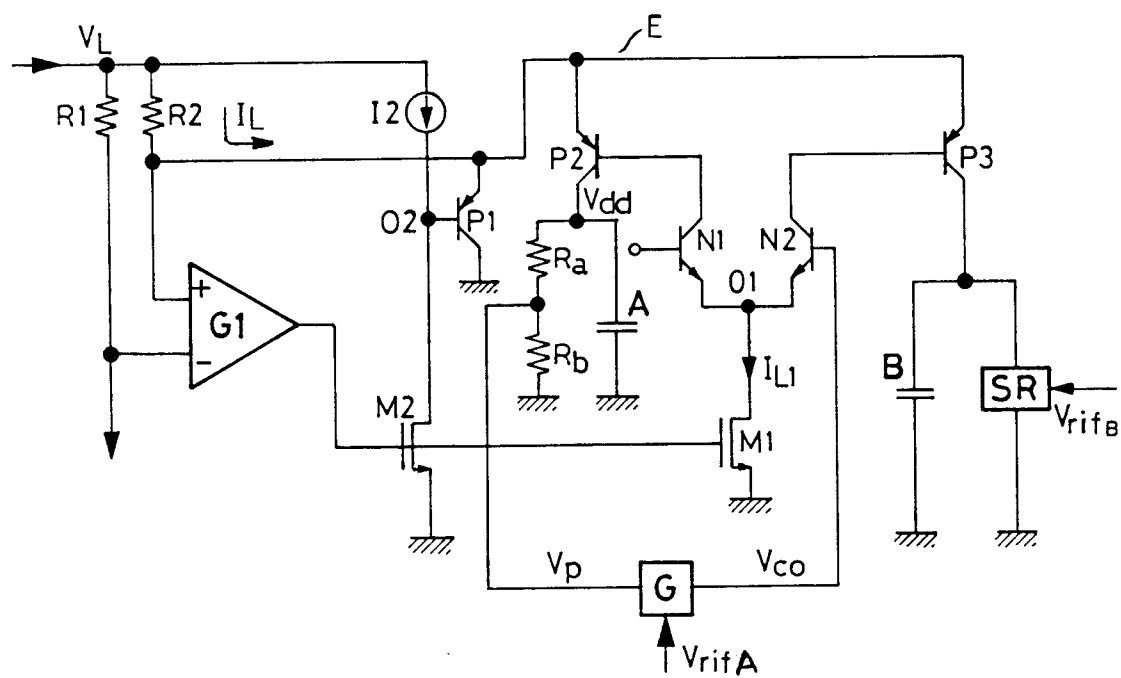 E
VL
R1
R2
IL
I2
P2
P3
Vdd
O2
P1
N1
N2
Ra
A
O1
+
G1
-
Rb
IL1
B
SR
VrifB
M2
M1
Vp
G
Vco
VrifA